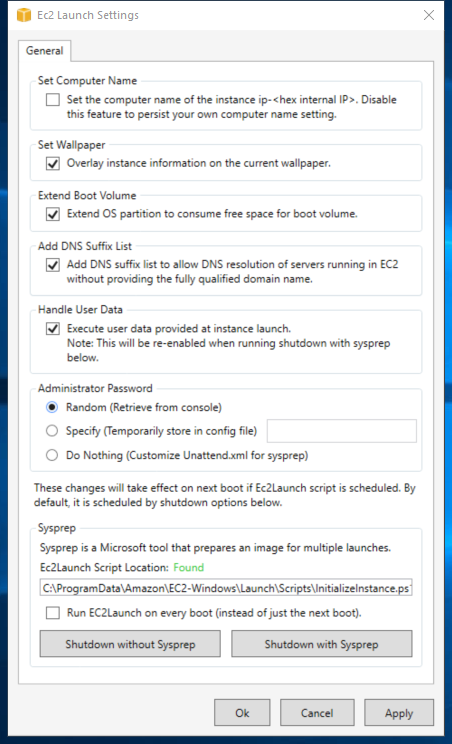 Ec2 Launch Settings
General
Set Computer Name
Set the computer name of the instance ip-<hex internal IP>. Disable
this feature to persist your own computer name setting.
Set Wallpaper
Overlay instance information on the current wallpaper.
Extend Boot Volume
Extend OS partition to consume free space for boot volume.
Add DNS Suffix List
Add DNS suffix list to allow DNS resolution of servers running in EC2
without providing the fully qualified domain name.
Handle User Data
Execute user data provided at instance launch.
Note: This will be re-enabled when running shutdown with sysprep
below.
Administrator Password
Random (Retrieve from console)
Specify (Temporarily store in config file)
Do Nothing (Customize Unattend.xml for sysprep)
These changes will take effect on next boot if Ec2Launch script is scheduled. By
default, it is scheduled by shutdown options below.
Sysprep
Sysprep is a Microsoft tool that prepares an image for multiple launches.
Ec2Launch Script Location: Found
C:\ProgramData\Amazon\EC2-Windows\Launch\Scripts\InitializeInstance.ps1
Run EC2Launch on every boot (instead of just the next boot).
Shutdown without Sysprep
Shutdown with Sysprep
Ok
Cancel
Apply